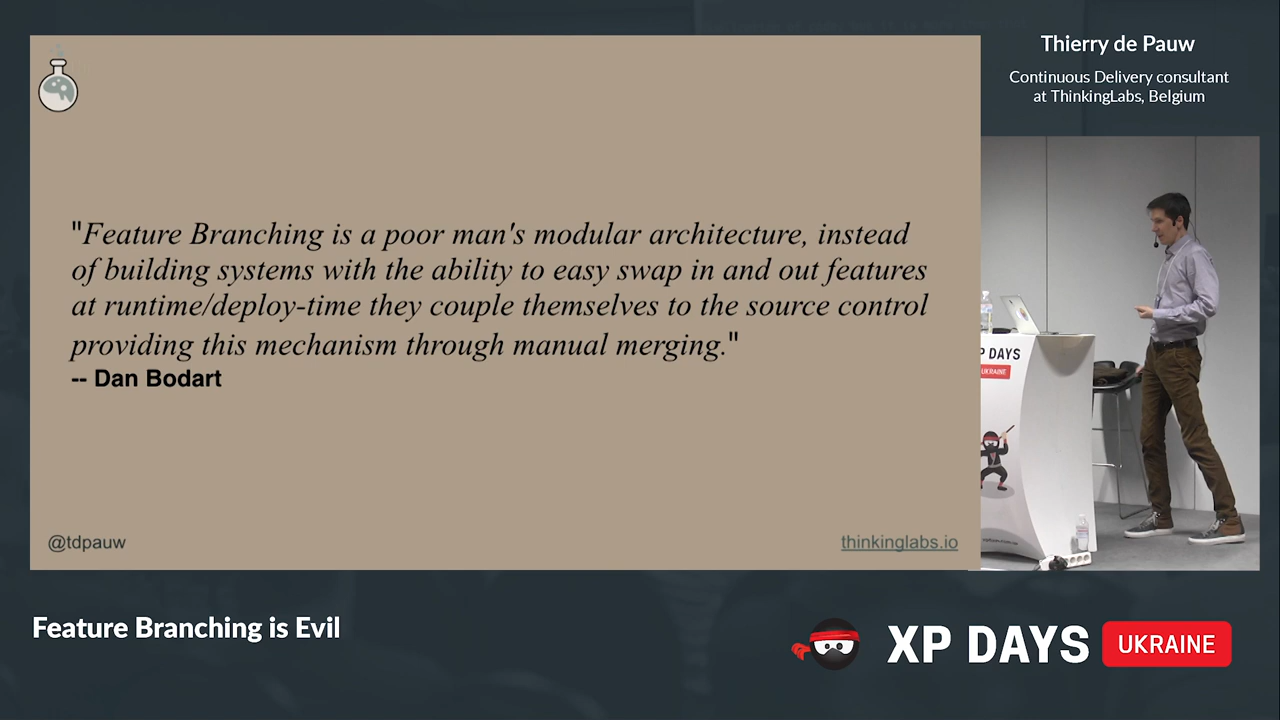 Thierry de Pauw
Continuous Delivery consultant
at ThinkingLabs, Belgium
"Feature Branching is a poor man's modular architecture, instead
of building systems with the ability to easy swap in and out features
at runtime/deploy-time they couple themselves to the source control
providing this mechanism through manual merging."
-- Dan Bodart
@tdpauw
thinkinglabs.io
P DAYS
UKRAINE
Feature Branching is Evil
XP DAYS
UKRAINE